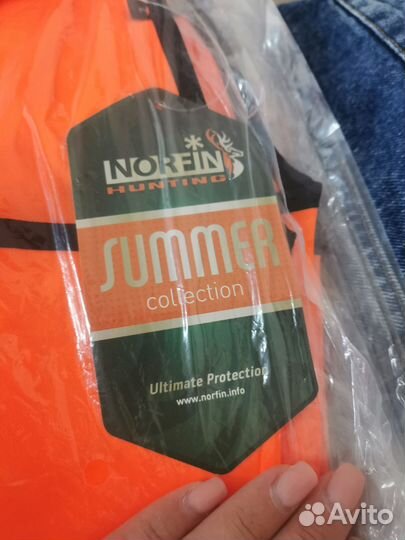 NORFIN
HUNTING
SUMMER
collection
Ultimate Protection
www.norfin.info
Avito